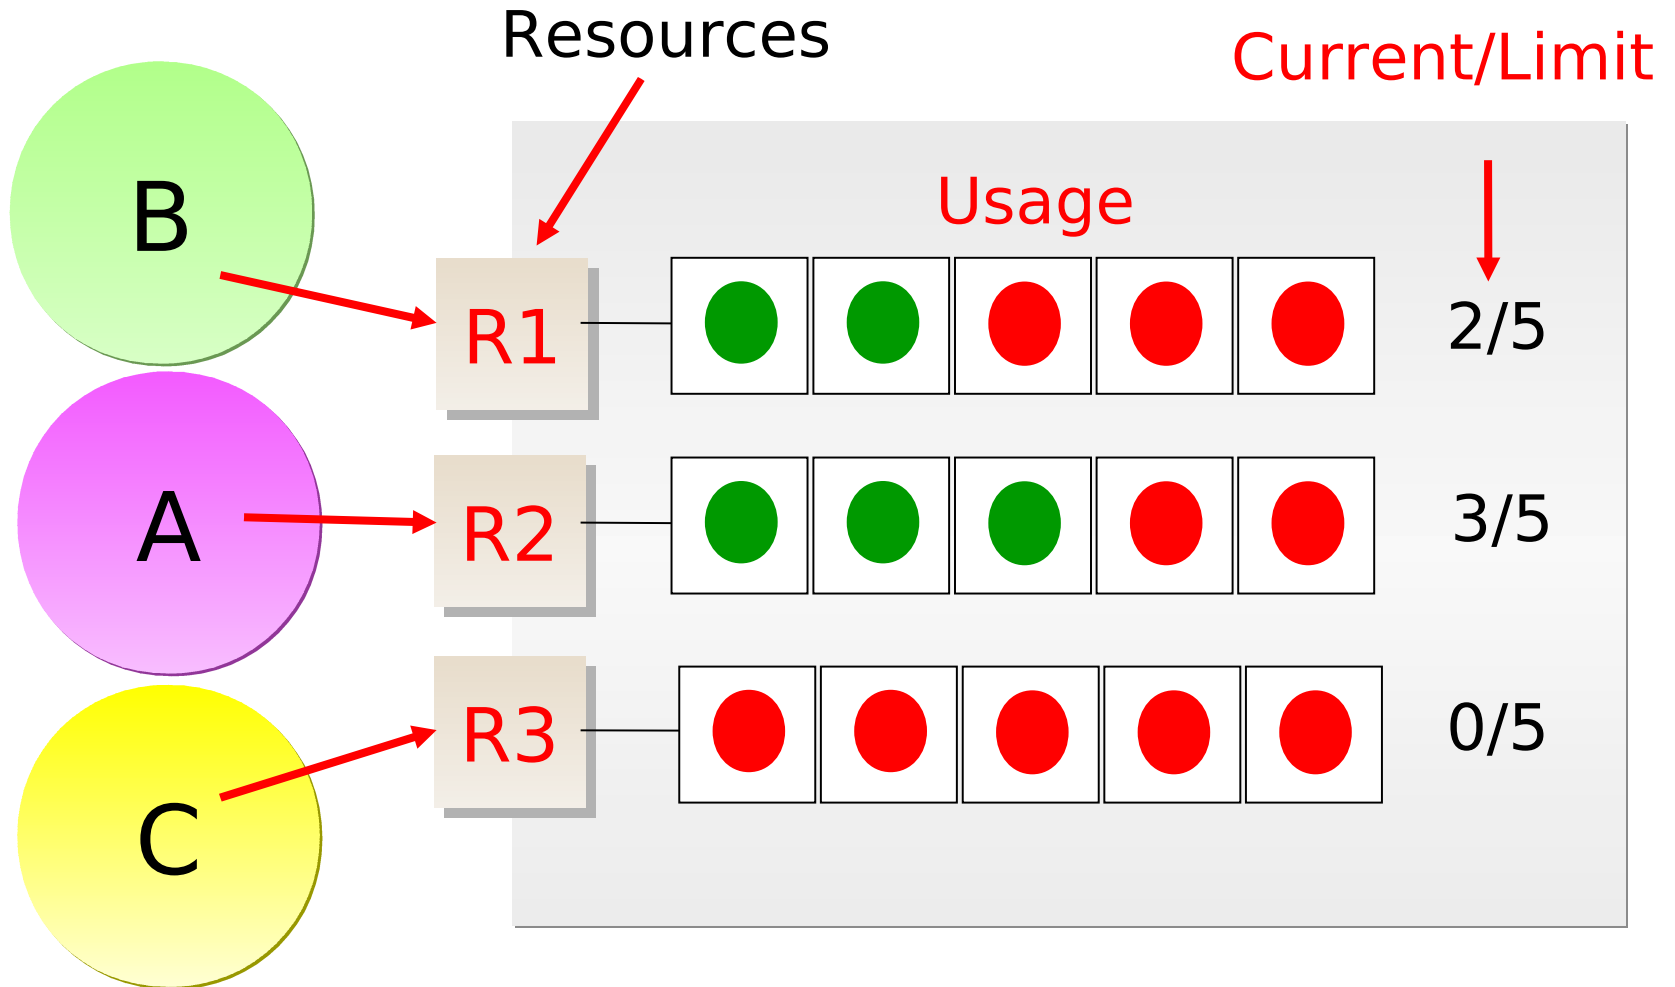 Resources
Current/Limit
Usage
B
R1
2/5
A
R2
3/5
C
R3
0/5